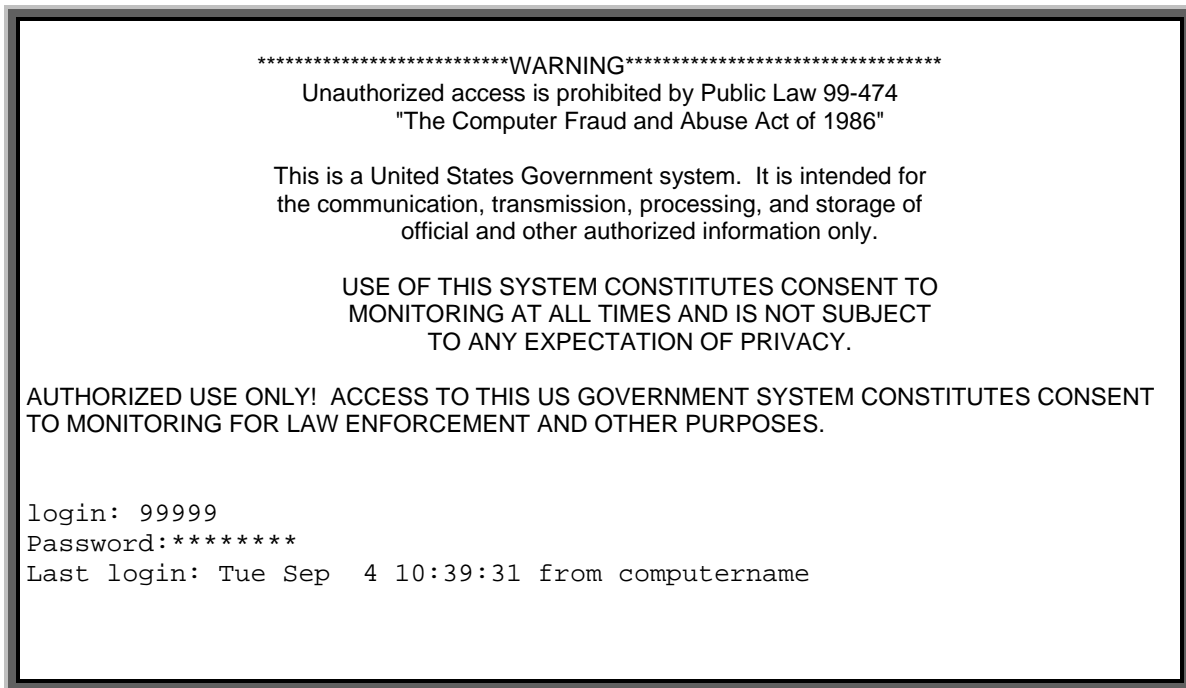 ***************************WARNING**********************************
Unauthorized access is prohibited by Public Law 99-474
"The Computer Fraud and Abuse Act of 1986"
This is a United States Government system.  It is intended for
the communication, transmission, processing, and storage of
official and other authorized information only.
USE OF THIS SYSTEM CONSTITUTES CONSENT TO
MONITORING AT ALL TIMES AND IS NOT SUBJECT
TO ANY EXPECTATION OF PRIVACY.
AUTHORIZED USE ONLY!  ACCESS TO THIS US GOVERNMENT SYSTEM CONSTITUTES CONSENT
TO MONITORING FOR LAW ENFORCEMENT AND OTHER PURPOSES.
login: 99999
Password:********
Last login: Tue Sep  4 10:39:31 from computername